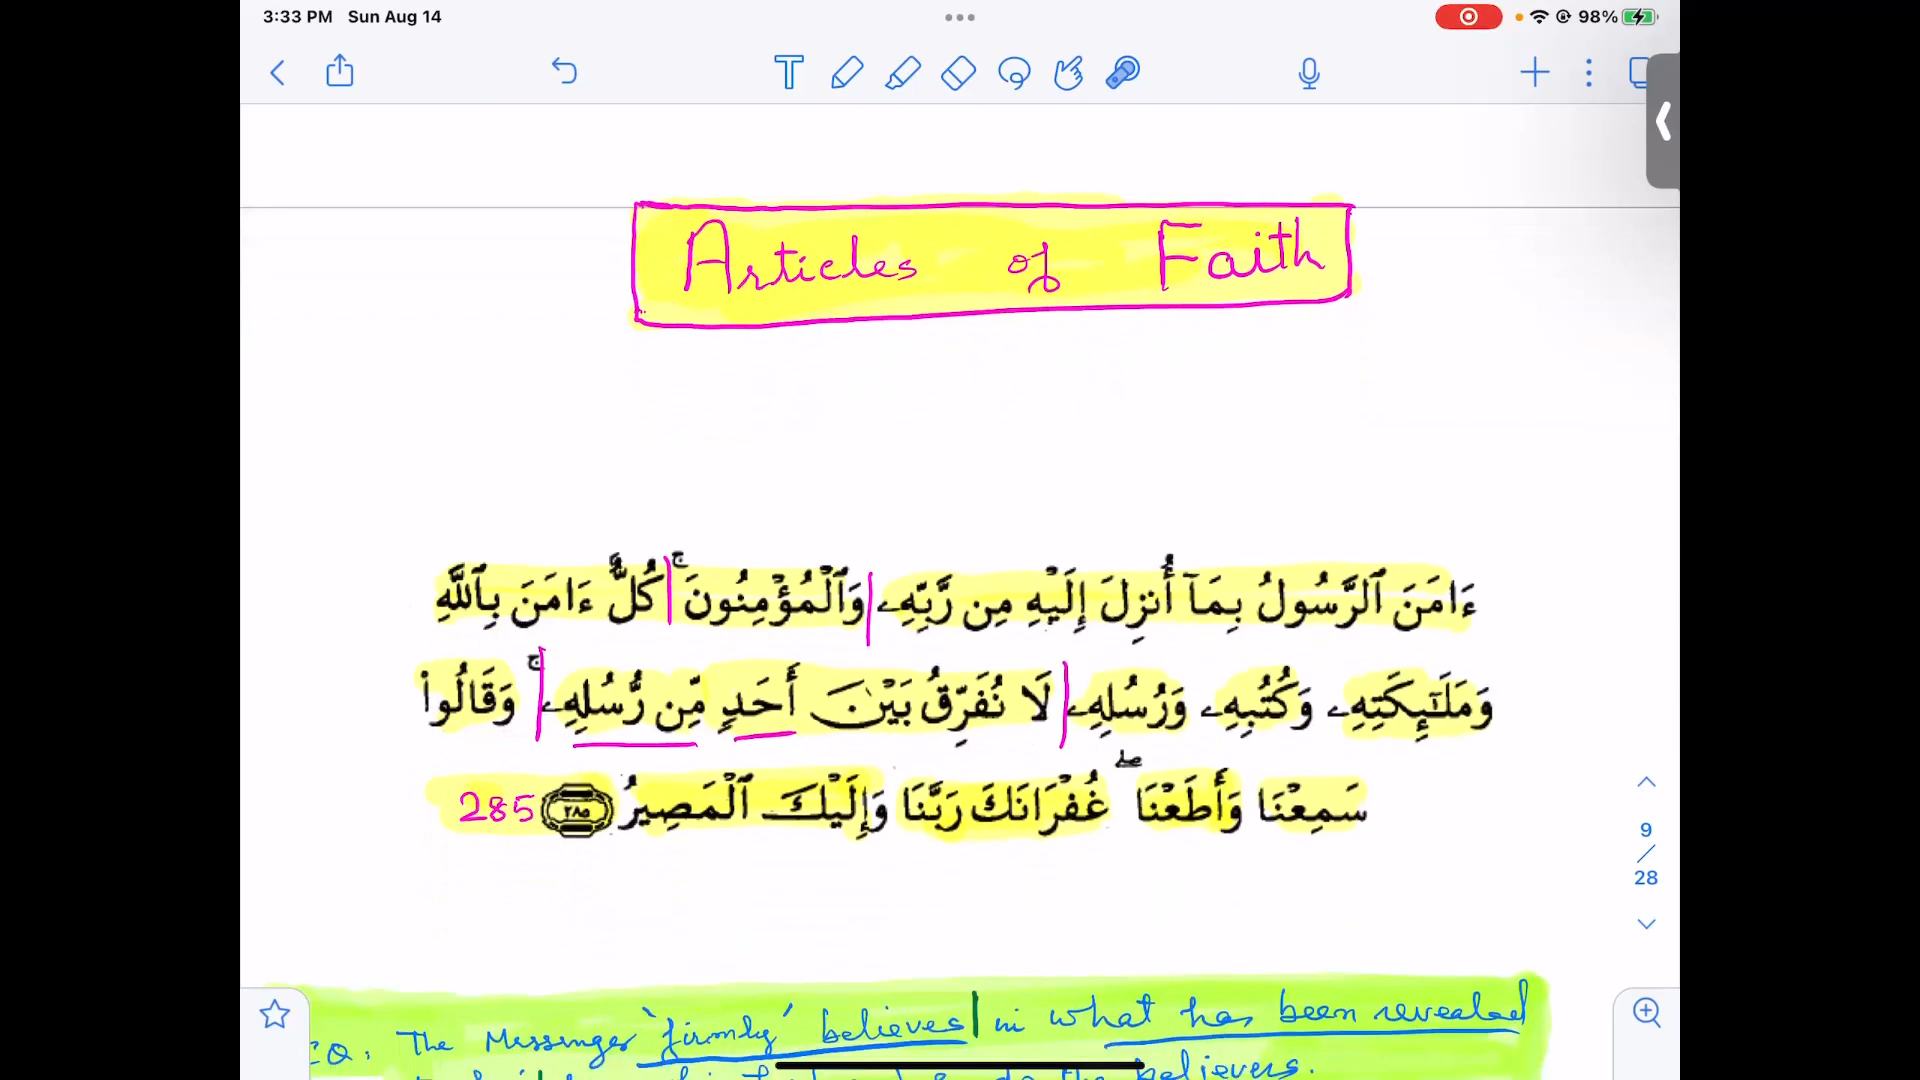 3:33 PM Sun Aug 14
98%
Articles of Faith
ءَامَنَ ٱلرَّسُولُ بِمَآ أُنزِلَ إِلَيْهِ مِن رَّبِّهِۦ وَٱلْمُؤْمِنُونَ ۚ كُلٌّ ءَامَنَ بِٱللَّهِ
وَمَلَـٰٓئِكَتِهِۦ وَكُتُبِهِۦ وَرُسُلِهِۦ لَا نُفَرِّقُ بَيْنَ أَحَدٍ مِّن رُّسُلِهِۦ ۚ وَقَالُوا۟
سَمِعْنَا وَأَطَعْنَا ۖ غُفْرَانَكَ رَبَّنَا وَإِلَيْكَ ٱلْمَصِيرُ ٢٨٥ 285
9
/
28
The Messenger 'firmly' believes in what has been revealed
the believers.